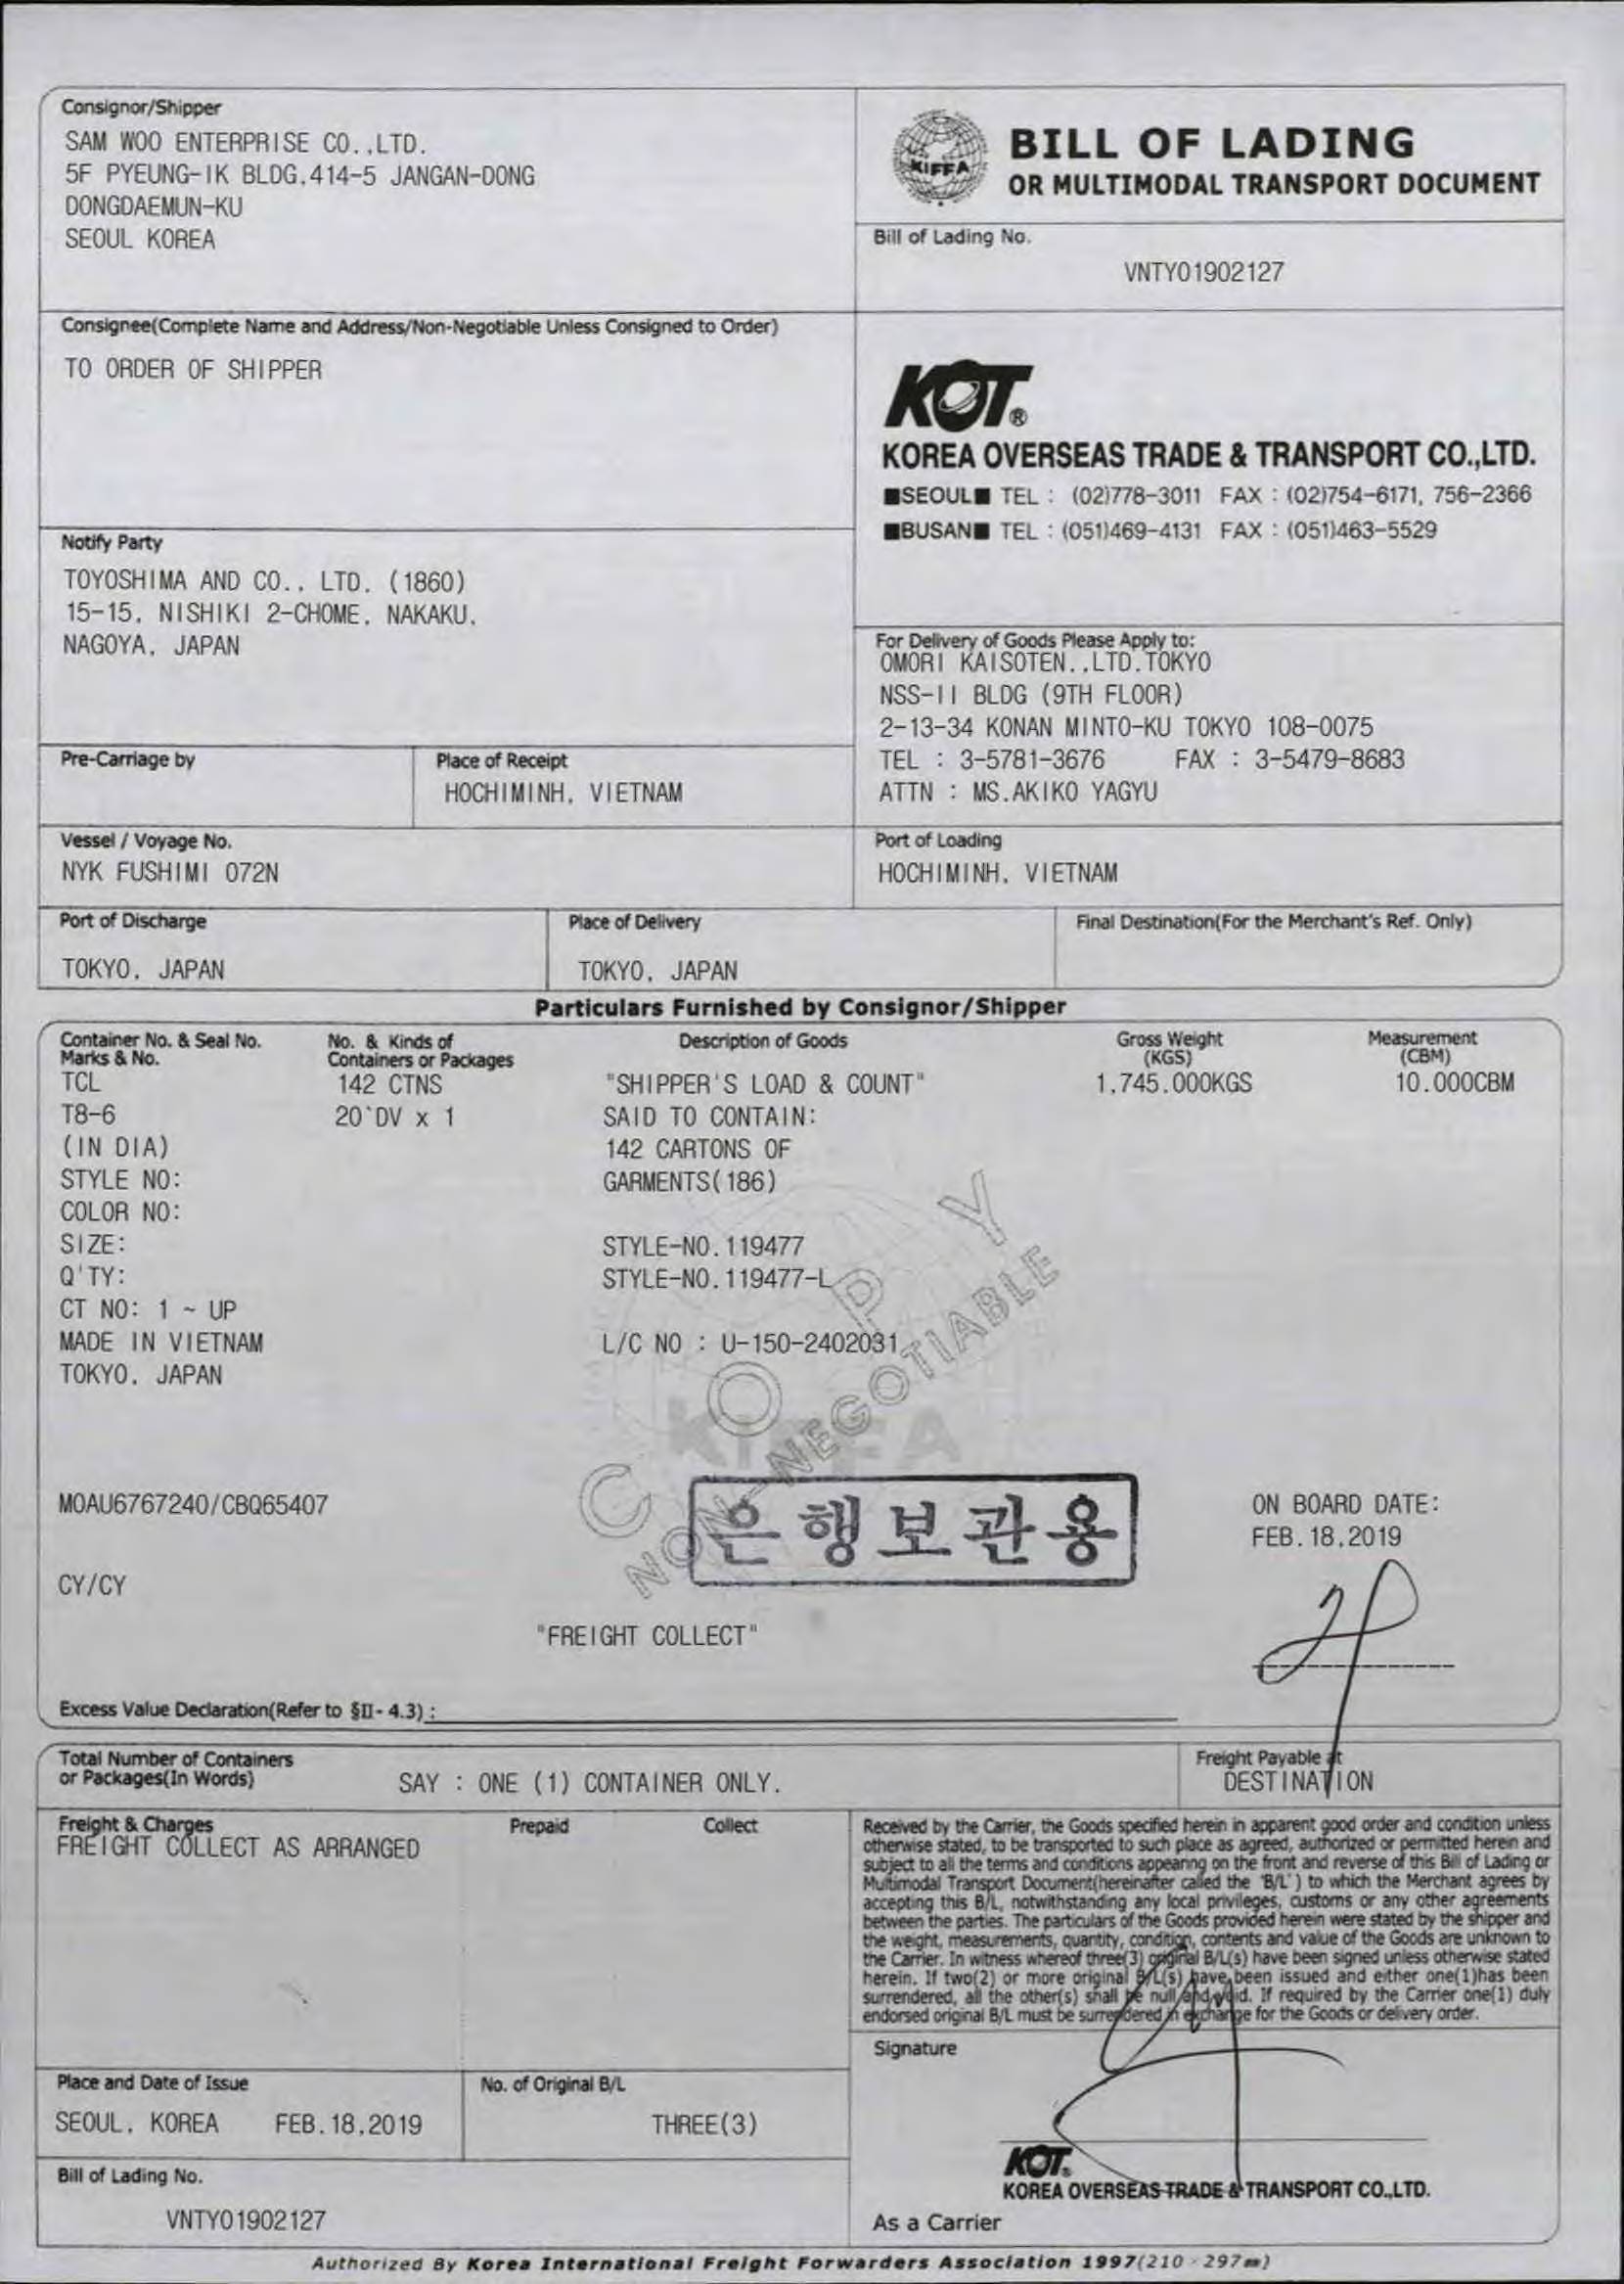 Consignor/Shipper
SAM WOO ENTERPRISE CO.,LTD.
5F PYEUNG-IK BLDG,414-5 JANGAN-DONG
DONGDAEMUN-KU
SEOUL KOREA
KIFFA
BILL OF LADING
OR MULTIMODAL TRANSPORT DOCUMENT
Bill of Lading No.
VNTY01902127
Consignee(Complete Name and Address/Non-Negotiable Unless Consigned to Order)
TO ORDER OF SHIPPER
KOT®
KOREA OVERSEAS TRADE & TRANSPORT CO.,LTD.
■SEOUL■ TEL : (02)778-3011 FAX : (02)754-6171, 756-2366
■BUSAN■ TEL : (051)469-4131 FAX : (051)463-5529
Notify Party
TOYOSHIMA AND CO., LTD. (1860)
15-15, NISHIKI 2-CHOME, NAKAKU,
NAGOYA, JAPAN
For Delivery of Goods Please Apply to:
OMORI KAISOTEN.,LTD.TOKYO
NSS-II BLDG (9TH FLOOR)
2-13-34 KONAN MINTO-KU TOKYO 108-0075
TEL : 3-5781-3676 FAX : 3-5479-8683
ATTN : MS.AKIKO YAGYU
Pre-Carriage by
Place of Receipt
HOCHIMINH, VIETNAM
Vessel / Voyage No.
NYK FUSHIMI 072N
Port of Loading
HOCHIMINH, VIETNAM
Port of Discharge
TOKYO, JAPAN
Place of Delivery
TOKYO, JAPAN
Final Destination(For the Merchant's Ref. Only)
Particulars Furnished by Consignor/Shipper
Container No. & Seal No. No. & Kinds of Description of Goods Gross Weight Measurement
Marks & No. Containers or Packages (KGS) (CBM)
TCL 142 CTNS "SHIPPER'S LOAD & COUNT" 1,745.000KGS 10.000CBM
T8-6 20`DV x 1 SAID TO CONTAIN:
(IN DIA) 142 CARTONS OF
STYLE NO: GARMENTS(186)
COLOR NO:
SIZE: STYLE-NO.119477
Q'TY: STYLE-NO.119477-L
CT NO: 1 ~ UP
MADE IN VIETNAM L/C NO : U-150-2402031
TOKYO, JAPAN
COPY
NON-NEGOTIABLE
KIFFA
MOAU6767240/CBQ65407
은행보관용
ON BOARD DATE:
FEB.18,2019
CY/CY
"FREIGHT COLLECT"
Excess Value Declaration(Refer to §II- 4.3) :
Total Number of Containers
or Packages(In Words) SAY : ONE (1) CONTAINER ONLY.
Freight Payable at
DESTINATION
Freight & Charges Prepaid Collect
FREIGHT COLLECT AS ARRANGED
Received by the Carrier, the Goods specified herein in apparent good order and condition unless
otherwise stated, to be transported to such place as agreed, authorized or permitted herein and
subject to all the terms and conditions appearing on the front and reverse of this Bill of Lading or
Multimodal Transport Document(hereinafter called the 'B/L') to which the Merchant agrees by
accepting this B/L, notwithstanding any local privileges, customs or any other agreements
between the parties. The particulars of the Goods provided herein were stated by the shipper and
the weight, measurements, quantity, condition, contents and value of the Goods are unknown to
the Carrier. In witness whereof three(3) original B/L(s) have been signed unless otherwise stated
herein. If two(2) or more original B/L(s) have been issued and either one(1)has been
surrendered, all the other(s) shall be null and void. If required by the Carrier one(1) duly
endorsed original B/L must be surrendered in exchange for the Goods or delivery order.
Signature
Place and Date of Issue
SEOUL, KOREA FEB.18,2019
No. of Original B/L
THREE(3)
Bill of Lading No.
VNTY01902127
KOT®
KOREA OVERSEAS TRADE & TRANSPORT CO.,LTD.
As a Carrier
Authorized By Korea International Freight Forwarders Association 1997(210 × 297㎜)